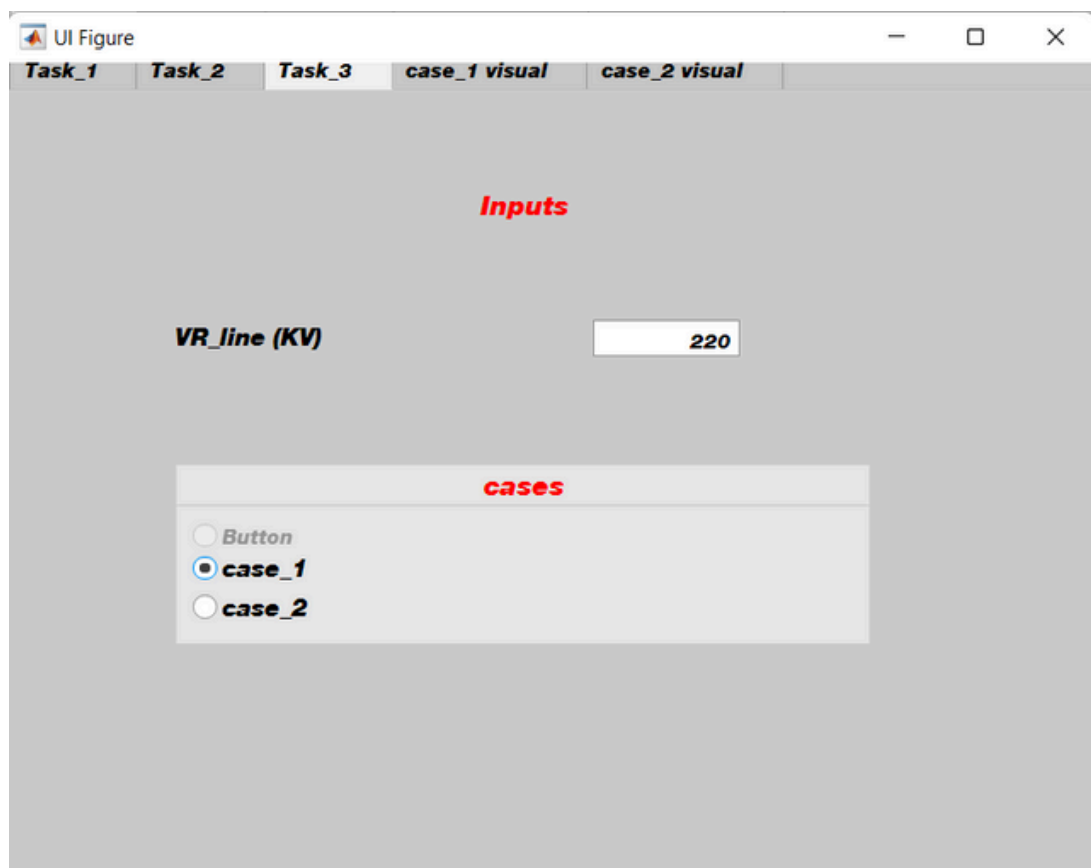 UI Figure
Task_1 Task_2 Task_3 case_1 visual case_2 visual
Inputs
VR_line (KV) 220
cases
Button
case_1
case_2